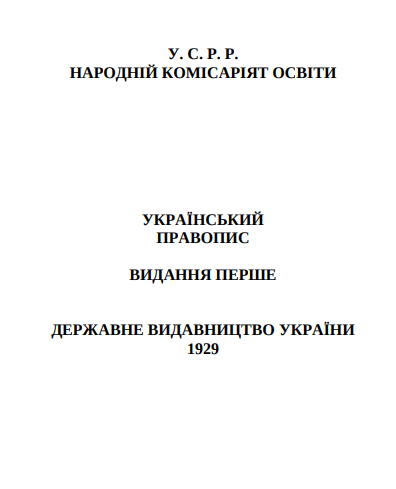 У. С. Р. Р.
НАРОДНІЙ КОМІСАРІЯТ ОСВІТИ
УКРАЇНСЬКИЙ
ПРАВОПИС
ВИДАННЯ ПЕРШЕ
ДЕРЖАВНЕ ВИДАВНИЦТВО УКРАЇНИ
1929